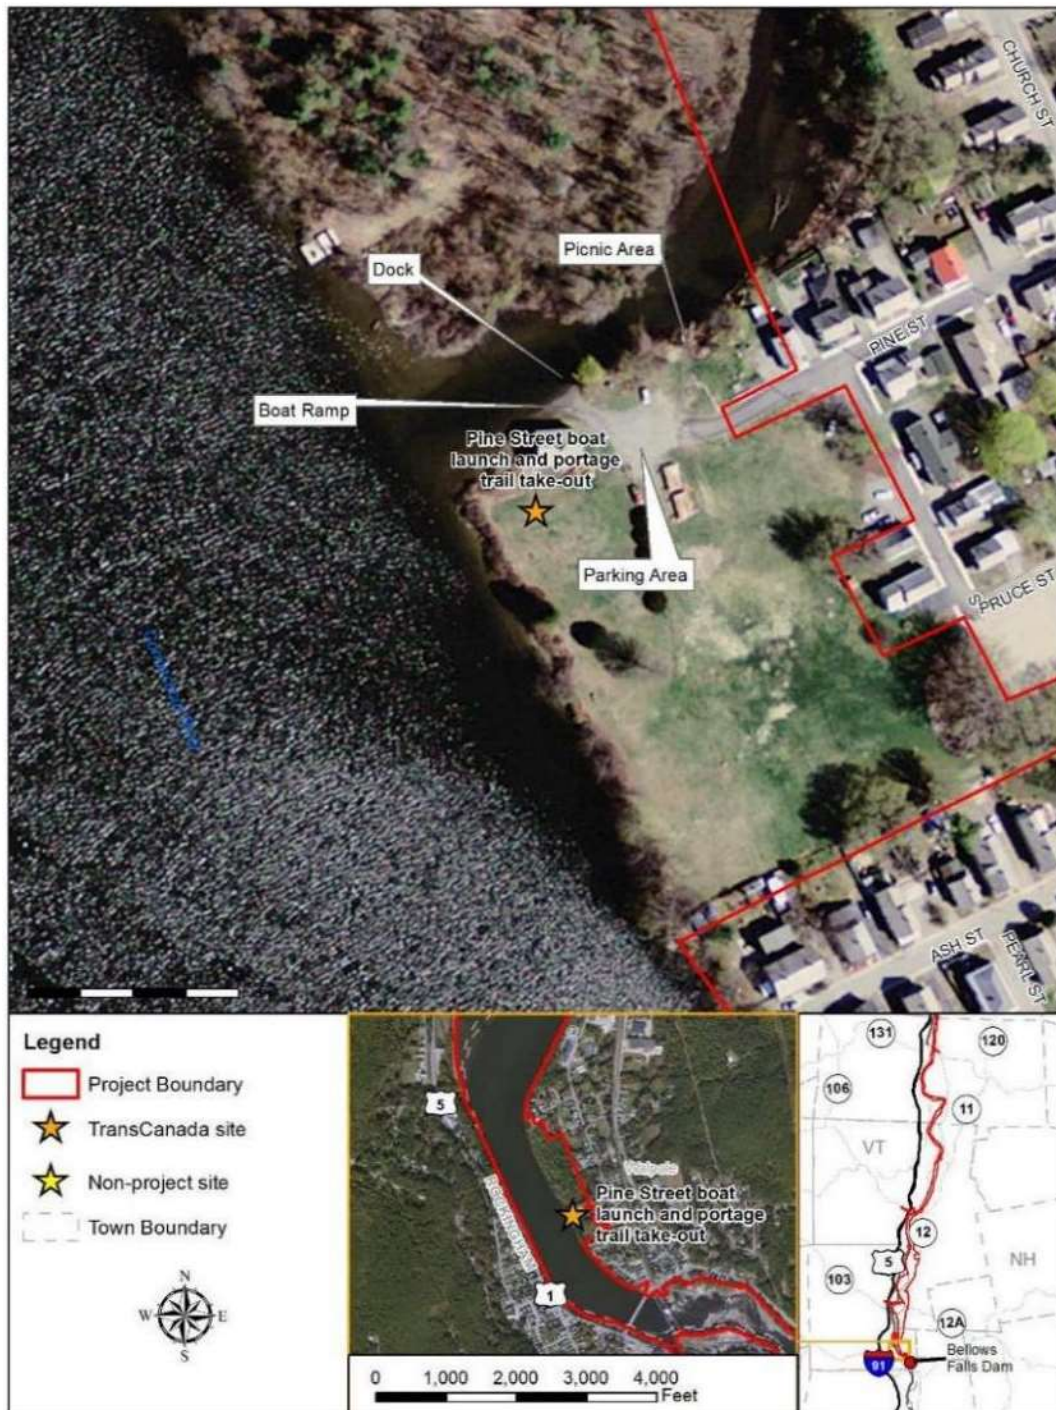 CHURCH ST
Picnic Area
Dock
PINE ST
Boat Ramp
Pine Street boat
launch and portage
trail take-out
Parking Area
SPRUCE ST
ASH ST
PEARL ST
Legend
Project Boundary
TransCanada site
Non-project site
Town Boundary
N
W E
S
5
Walpole
ROCKINGHAM
Pine Street boat
launch and portage
trail take-out
1
0 1,000 2,000 3,000 4,000
Feet
131
120
106
11
VT
12
5
NH
103
12A
Bellows
Falls Dam
91